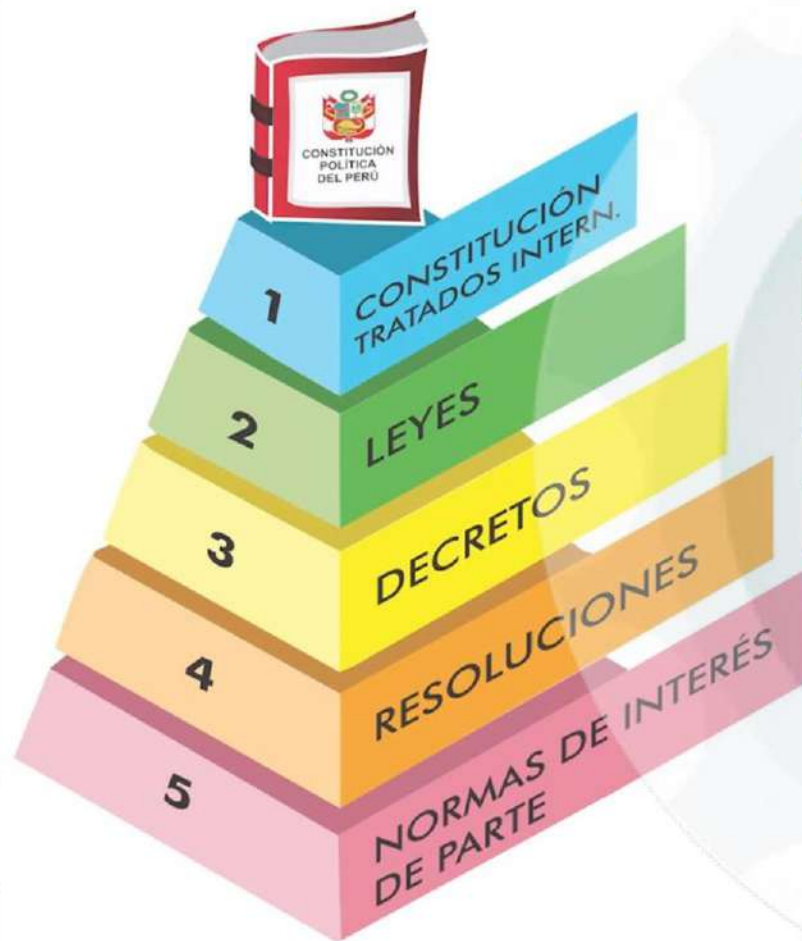 CONSTITUCIÓN
POLÍTICA
DEL PERÚ
1
CONSTITUCIÓN
TRATADOS INTERN.
2
LEYES
3
DECRETOS
4
RESOLUCIONES
5
NORMAS DE INTERÉS
DE PARTE